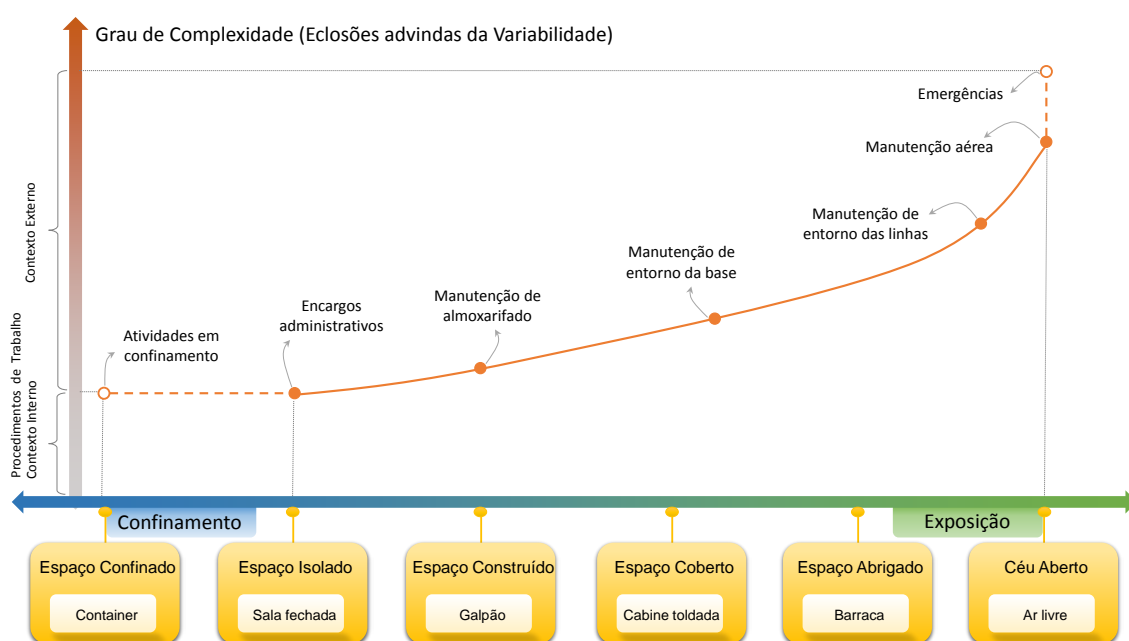 Grau de Complexidade (Eclosões advindas da Variabilidade)
Emergências
Manutenção aérea
Manutenção de
entorno das linhas
Manutenção de
entorno da base
Manutenção de
almoxarifado
Encargos
administrativos
Atividades em
confinamento
Contexto Externo
Procedimentos de Trabalho
Contexto Interno
Confinamento
Exposição
Espaço Confinado
Container
Espaço Isolado
Sala fechada
Espaço Construído
Galpão
Espaço Coberto
Cabine toldada
Espaço Abrigado
Barraca
Céu Aberto
Ar livre